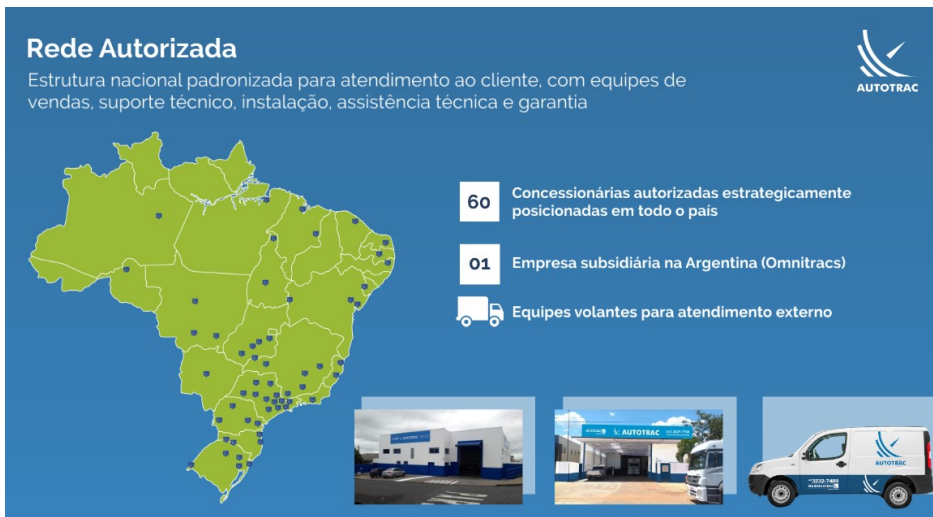 Rede Autorizada
Estrutura nacional padronizada para atendimento ao cliente, com equipes de
vendas, suporte técnico, instalação, assistência técnica e garantia
AUTOTRAC
60
Concessionárias autorizadas estrategicamente
posicionadas em todo o país
01
Empresa subsidiária na Argentina (Omnitracs)
Equipes volantes para atendimento externo
AUTOTRAC
AUTOTRAC
3232-7480